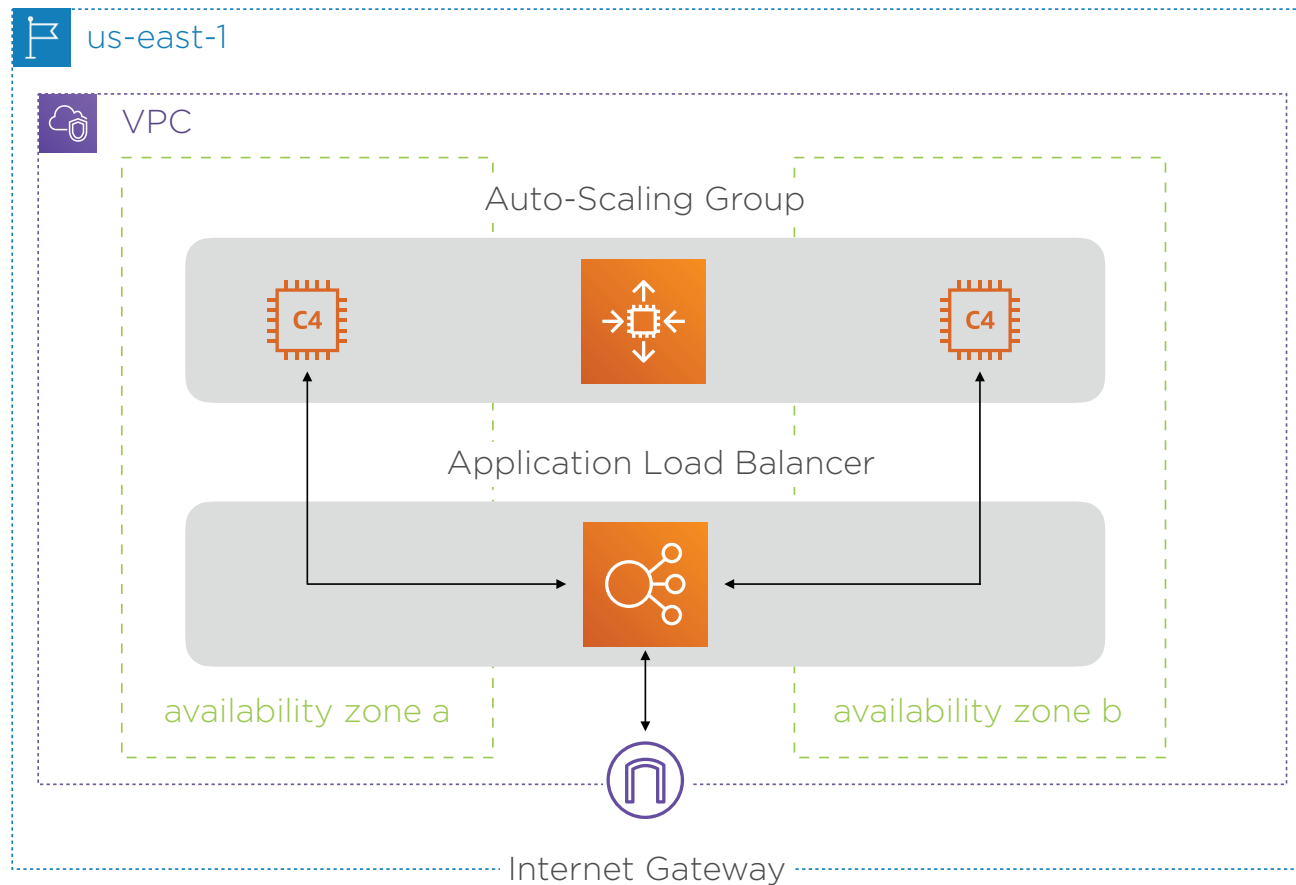 us-east-1
VPC
Auto-Scaling Group
C4
C4
Application Load Balancer
availability zone a
availability zone b
Internet Gateway